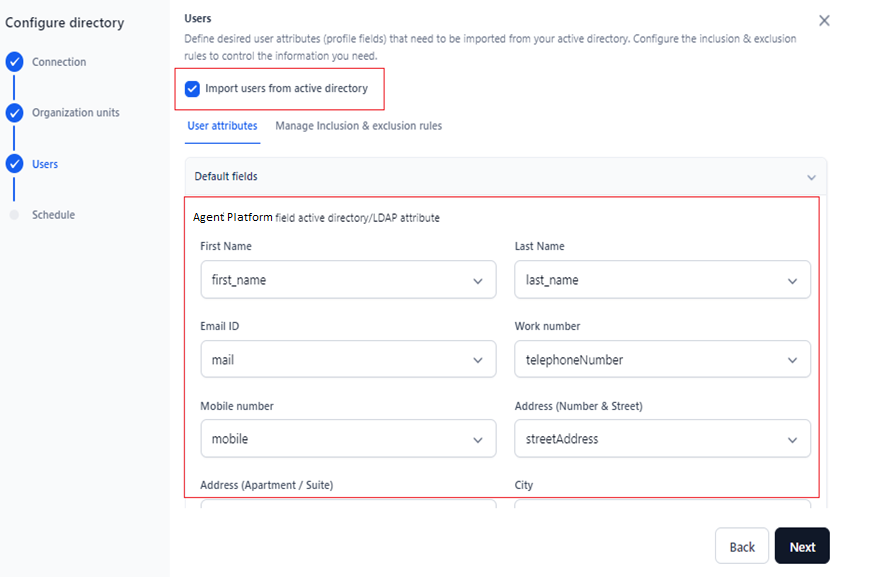 Configure directory
Connection
Organization units
Users
Schedule
Users
Define desired user attributes (profile fields) that need to be imported from your active directory. Configure the inclusion & exclusion
rules to control the information you need.
Import users from active directory
User attributes
Manage Inclusion & exclusion rules
Default fields
Agent Platform field active directory/LDAP attribute
First Name
Last Name
first_name
last_name
Email ID
Work number
mail
telephoneNumber
Mobile number
Address (Number & Street)
mobile
streetAddress
Address (Apartment / Suite)
City
Back
Next